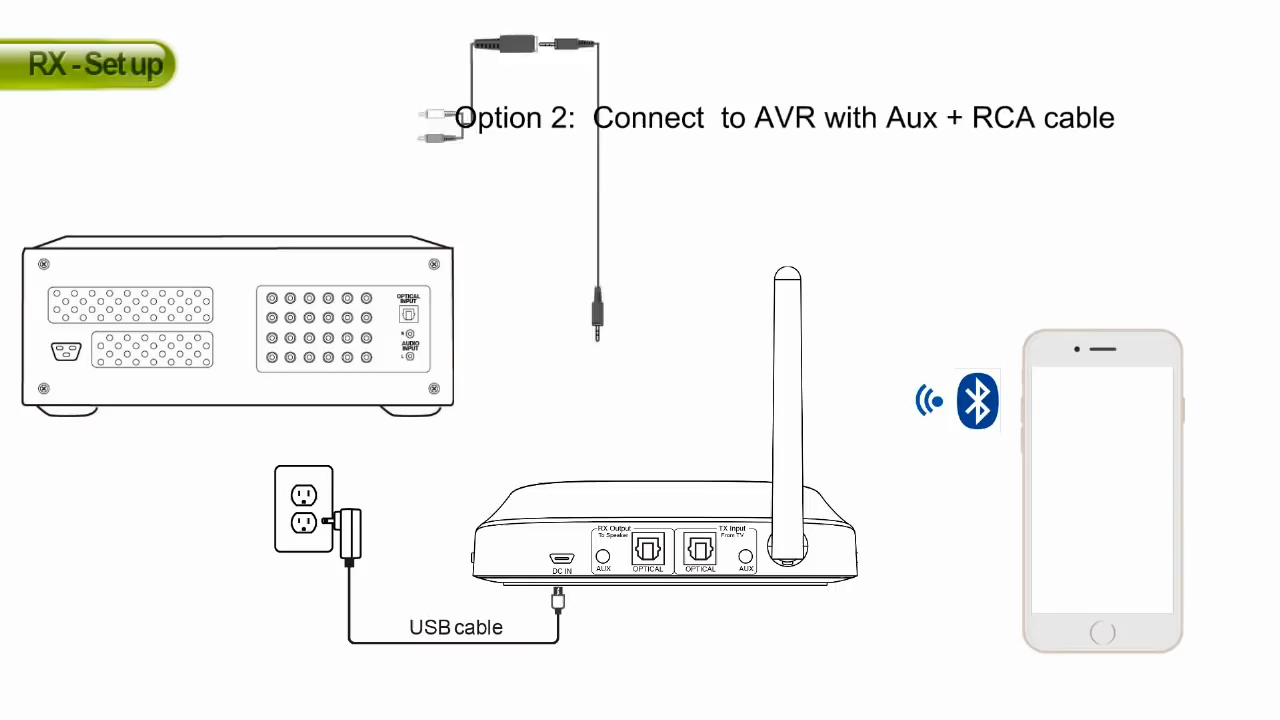 RX - Set up
Option 2: Connect to AVR with Aux + RCA cable
OPTICAL
INPUT
R
AUDIO
INPUT
L
RX Output
To Speaker
TX Input
From TV
DC IN
AUX
OPTICAL
OPTICAL
AUX
USB cable